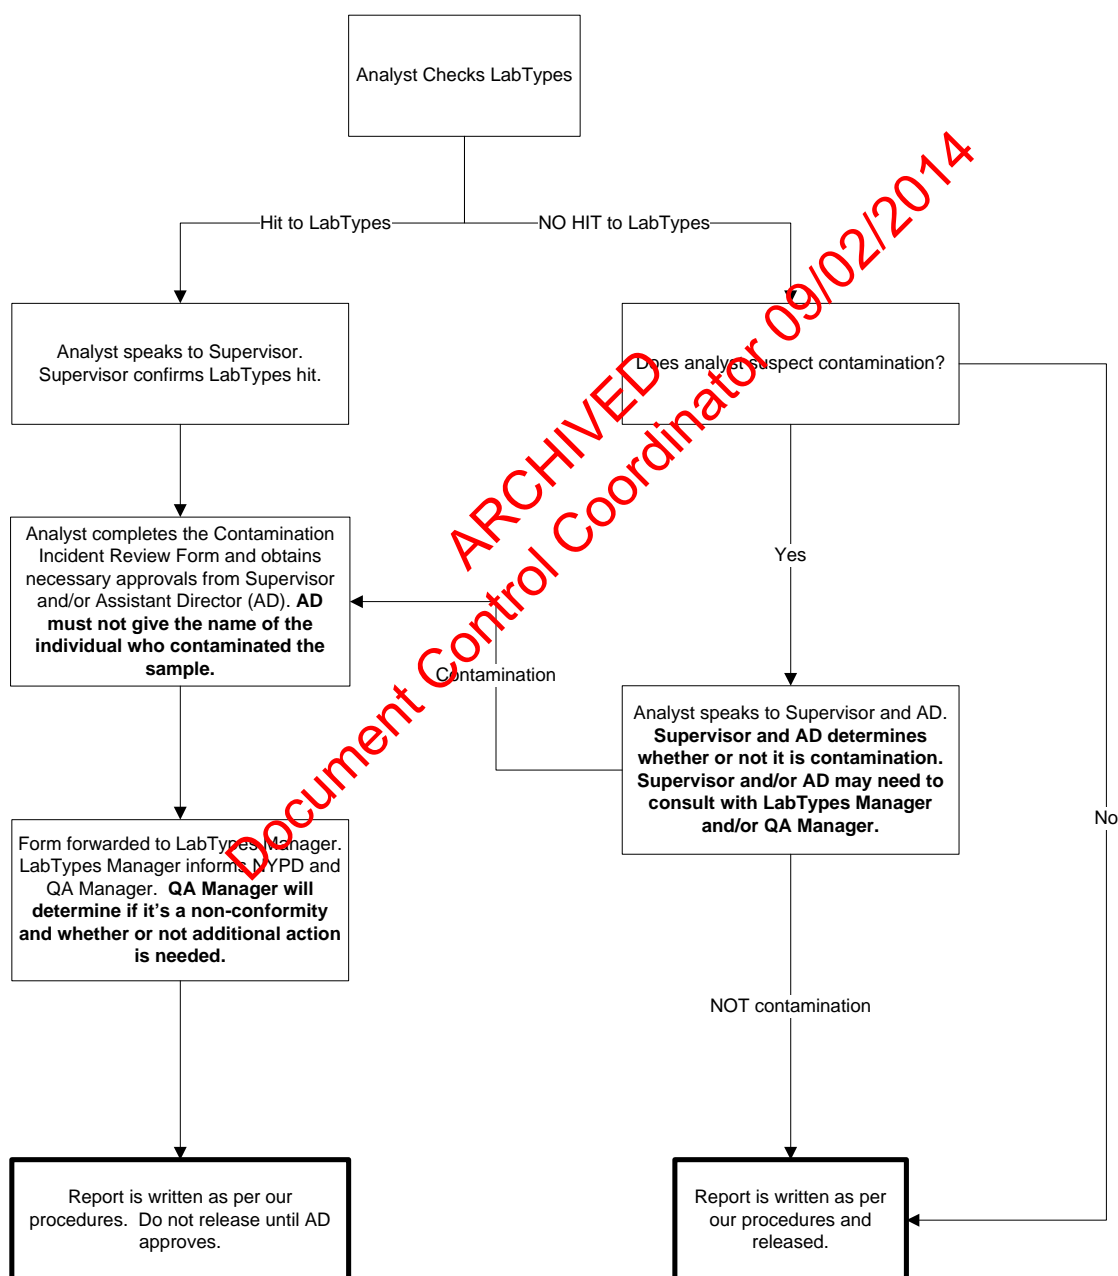 Analyst Checks LabTypes
Hit to LabTypes
NO HIT to LabTypes
Analyst speaks to Supervisor.
Supervisor confirms LabTypes hit.
Does analyst suspect contamination?
Analyst completes the Contamination
Incident Review Form and obtains
necessary approvals from Supervisor
and/or Assistant Director (AD). AD
must not give the name of the
individual who contaminated the
sample.
Yes
Contamination
Analyst speaks to Supervisor and AD.
Supervisor and AD determines
whether or not it is contamination.
Supervisor and/or AD may need to
consult with LabTypes Manager
and/or QA Manager.
No
Form forwarded to LabTypes Manager.
LabTypes Manager informs NYPD and
QA Manager. QA Manager will
determine if it's a non-conformity
and whether or not additional action
is needed.
NOT contamination
Report is written as per our
procedures. Do not release until AD
approves.
Report is written as per
our procedures and
released.
ARCHIVED
Document Control Coordinator 09/02/2014